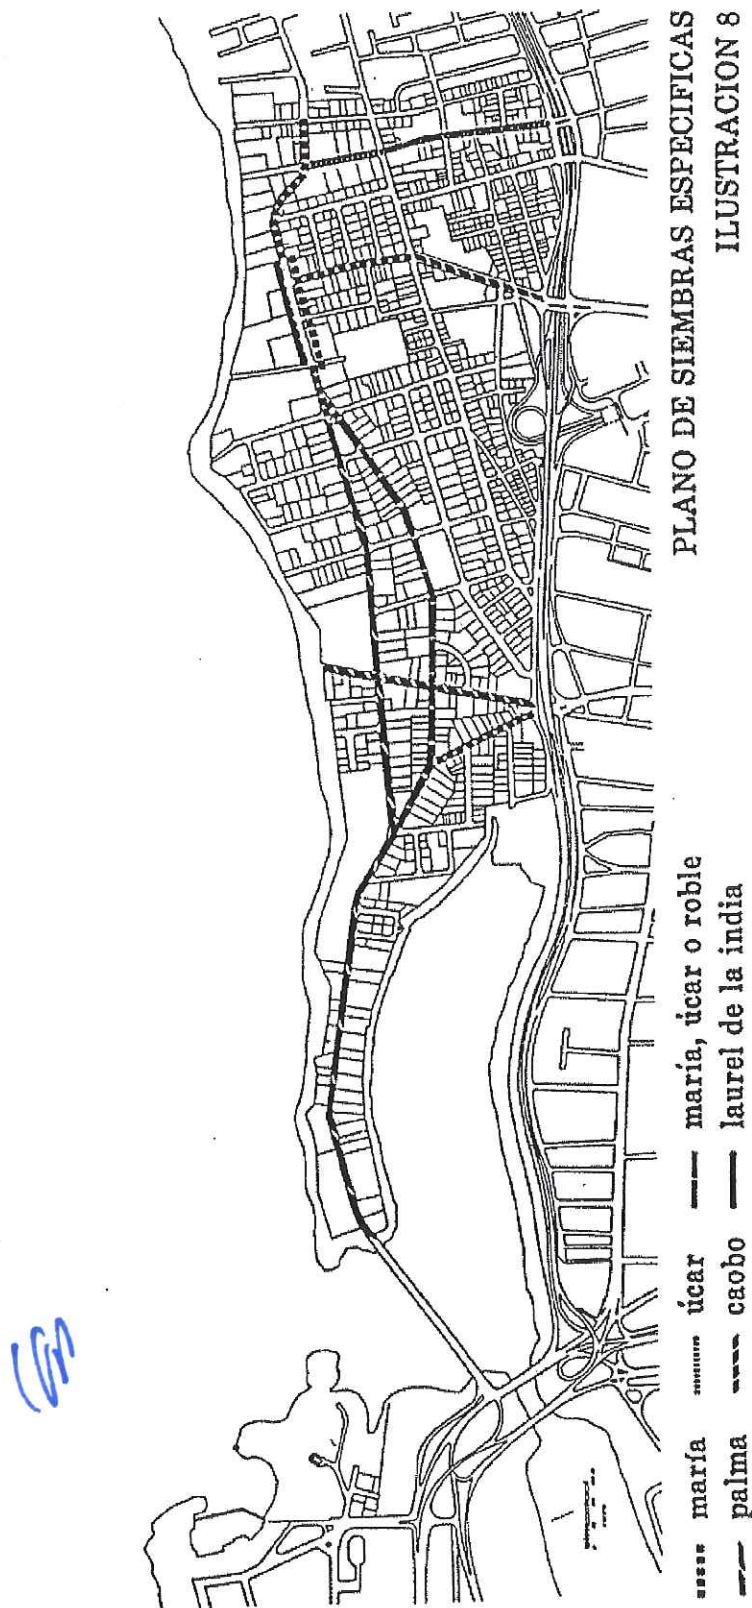 PLANO DE SIEMBRAS ESPECIFICAS
ILUSTRACION 8
maría
úcar
maría, úcar o roble
palma
caobo
laurel de la india